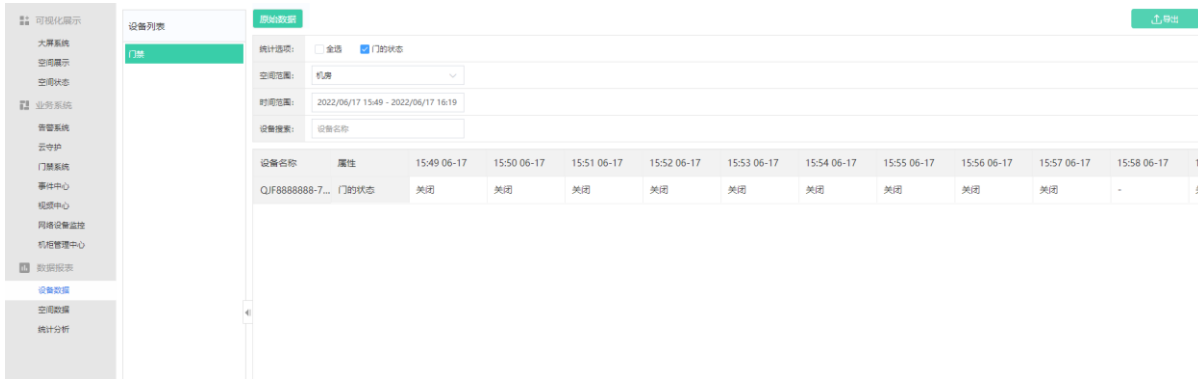 可视化展示
大屏系统
空间展示
空间状态
业务系统
告警系统
云守护
门禁系统
事件中心
视频中心
网络设备监控
机柜管理中心
数据报表
设备数据
空间数据
统计分析
设备列表
门禁
原始数据
导出
统计选项: 全选 门的状态
空间范围: 机房
时间范围: 2022/06/17 15:49 - 2022/06/17 16:19
设备搜索: 设备名称
设备名称 属性 15:49 06-17 15:50 06-17 15:51 06-17 15:52 06-17 15:53 06-17 15:54 06-17 15:55 06-17 15:56 06-17 15:57 06-17 15:58 06-17
QJF8888888-7... 门的状态 关闭 关闭 关闭 关闭 关闭 关闭 关闭 关闭 关闭 -